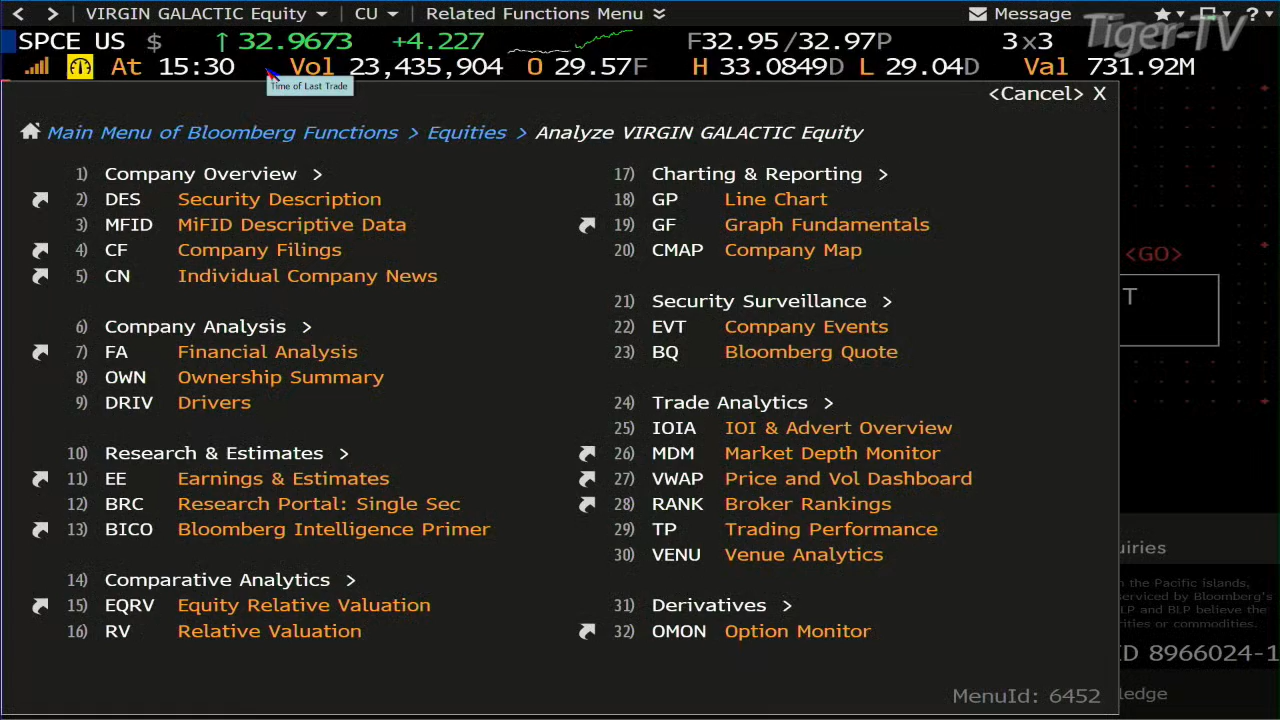 VIRGIN GALACTIC Equity CU Related Functions Menu Message ?
Tiger-TV
SPCE US $ ↑ 32.9673 +4.227 F32.95/32.97P 3x3
At 15:30 Vol 23,435,904 O 29.57F H 33.0849D L 29.04D Val 731.92M
Time of Last Trade
<Cancel> X
Main Menu of Bloomberg Functions > Equities > Analyze VIRGIN GALACTIC Equity
1) Company Overview >
2) DES Security Description
3) MFID MiFID Descriptive Data
4) CF Company Filings
5) CN Individual Company News
6) Company Analysis >
7) FA Financial Analysis
8) OWN Ownership Summary
9) DRIV Drivers
10) Research & Estimates >
11) EE Earnings & Estimates
12) BRC Research Portal: Single Sec
13) BICO Bloomberg Intelligence Primer
14) Comparative Analytics >
15) EQRV Equity Relative Valuation
16) RV Relative Valuation
17) Charting & Reporting >
18) GP Line Chart
19) GF Graph Fundamentals
20) CMAP Company Map
21) Security Surveillance >
22) EVT Company Events
23) BQ Bloomberg Quote
24) Trade Analytics >
25) IOIA IOI & Advert Overview
26) MDM Market Depth Monitor
27) VWAP Price and Vol Dashboard
28) RANK Broker Rankings
29) TP Trading Performance
30) VENU Venue Analytics
31) Derivatives >
32) OMON Option Monitor
MenuId: 6452
<GO>
T
uiries
n the Pacific islands,
serviced by Bloomberg's
LP and BLP believe the
rities or commodities.
ID 8966024-1
ledge